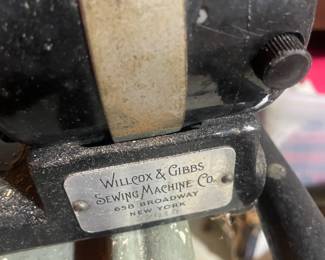 WILLCOX & GIBBS
SEWING MACHINE CO.
658 BROADWAY
NEW YORK